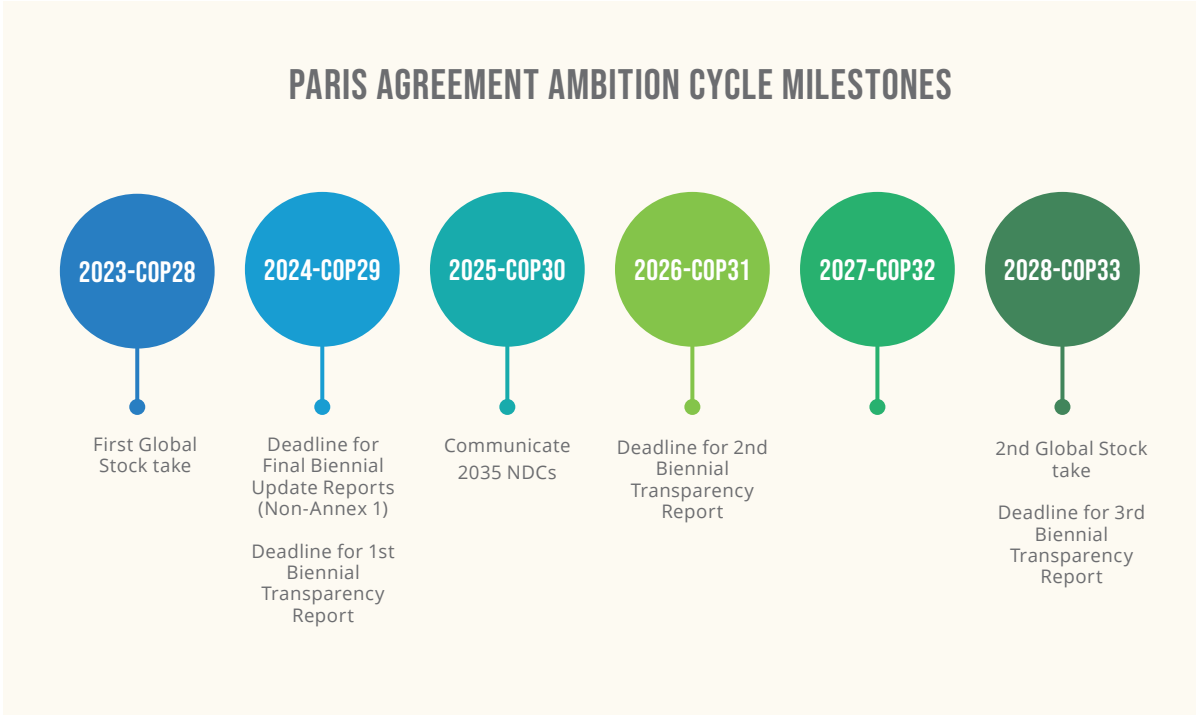 PARIS AGREEMENT AMBITION CYCLE MILESTONES
2023-COP28
2024-COP29
2025-COP30
2026-COP31
2027-COP32
2028-COP33
First Global
Stock take
Deadline for
Final Biennial
Update Reports
(Non-Annex 1)
Deadline for 1st
Biennial
Transparency
Report
Communicate
2035 NDCs
Deadline for 2nd
Biennial
Transparency
Report
2nd Global Stock
take
Deadline for 3rd
Biennial
Transparency
Report